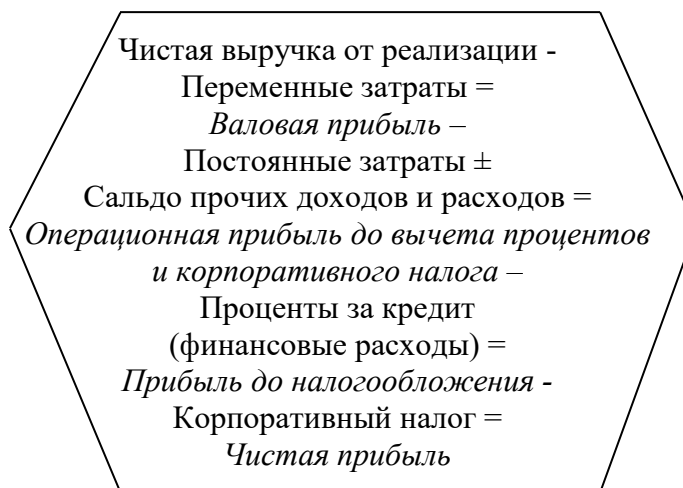 Чистая выручка от реализации -
Переменные затраты =
Валовая прибыль –
Постоянные затраты ±
Сальдо прочих доходов и расходов =
Операционная прибыль до вычета процентов
и корпоративного налога –
Проценты за кредит
(финансовые расходы) =
Прибыль до налогообложения -
Корпоративный налог =
Чистая прибыль